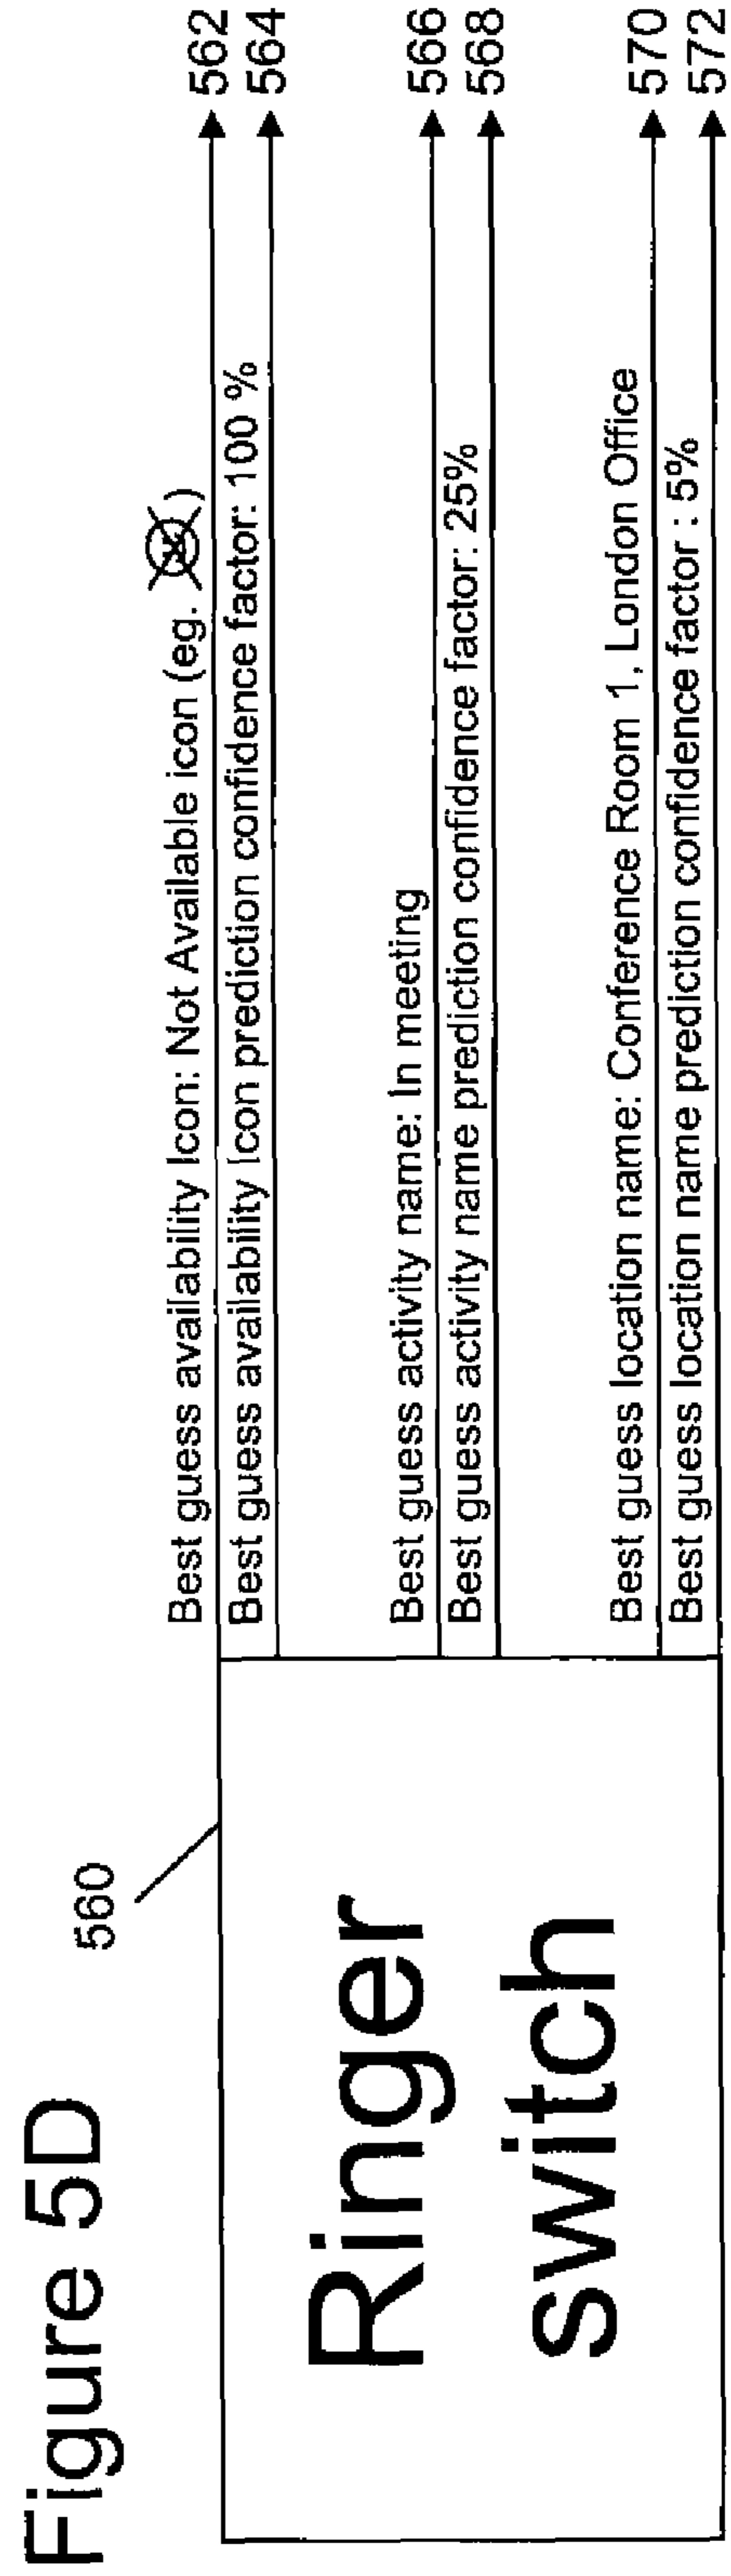 Figure 5D
560
Ringer
switch
Best guess availability Icon: Not Available icon (eg. )
562
Best guess availability Icon prediction confidence factor: 100 %
564
Best guess activity name: In meeting
566
Best guess activity name prediction confidence factor: 25%
568
Best guess location name: Conference Room 1, London Office
570
Best guess location name prediction confidence factor : 5%
572